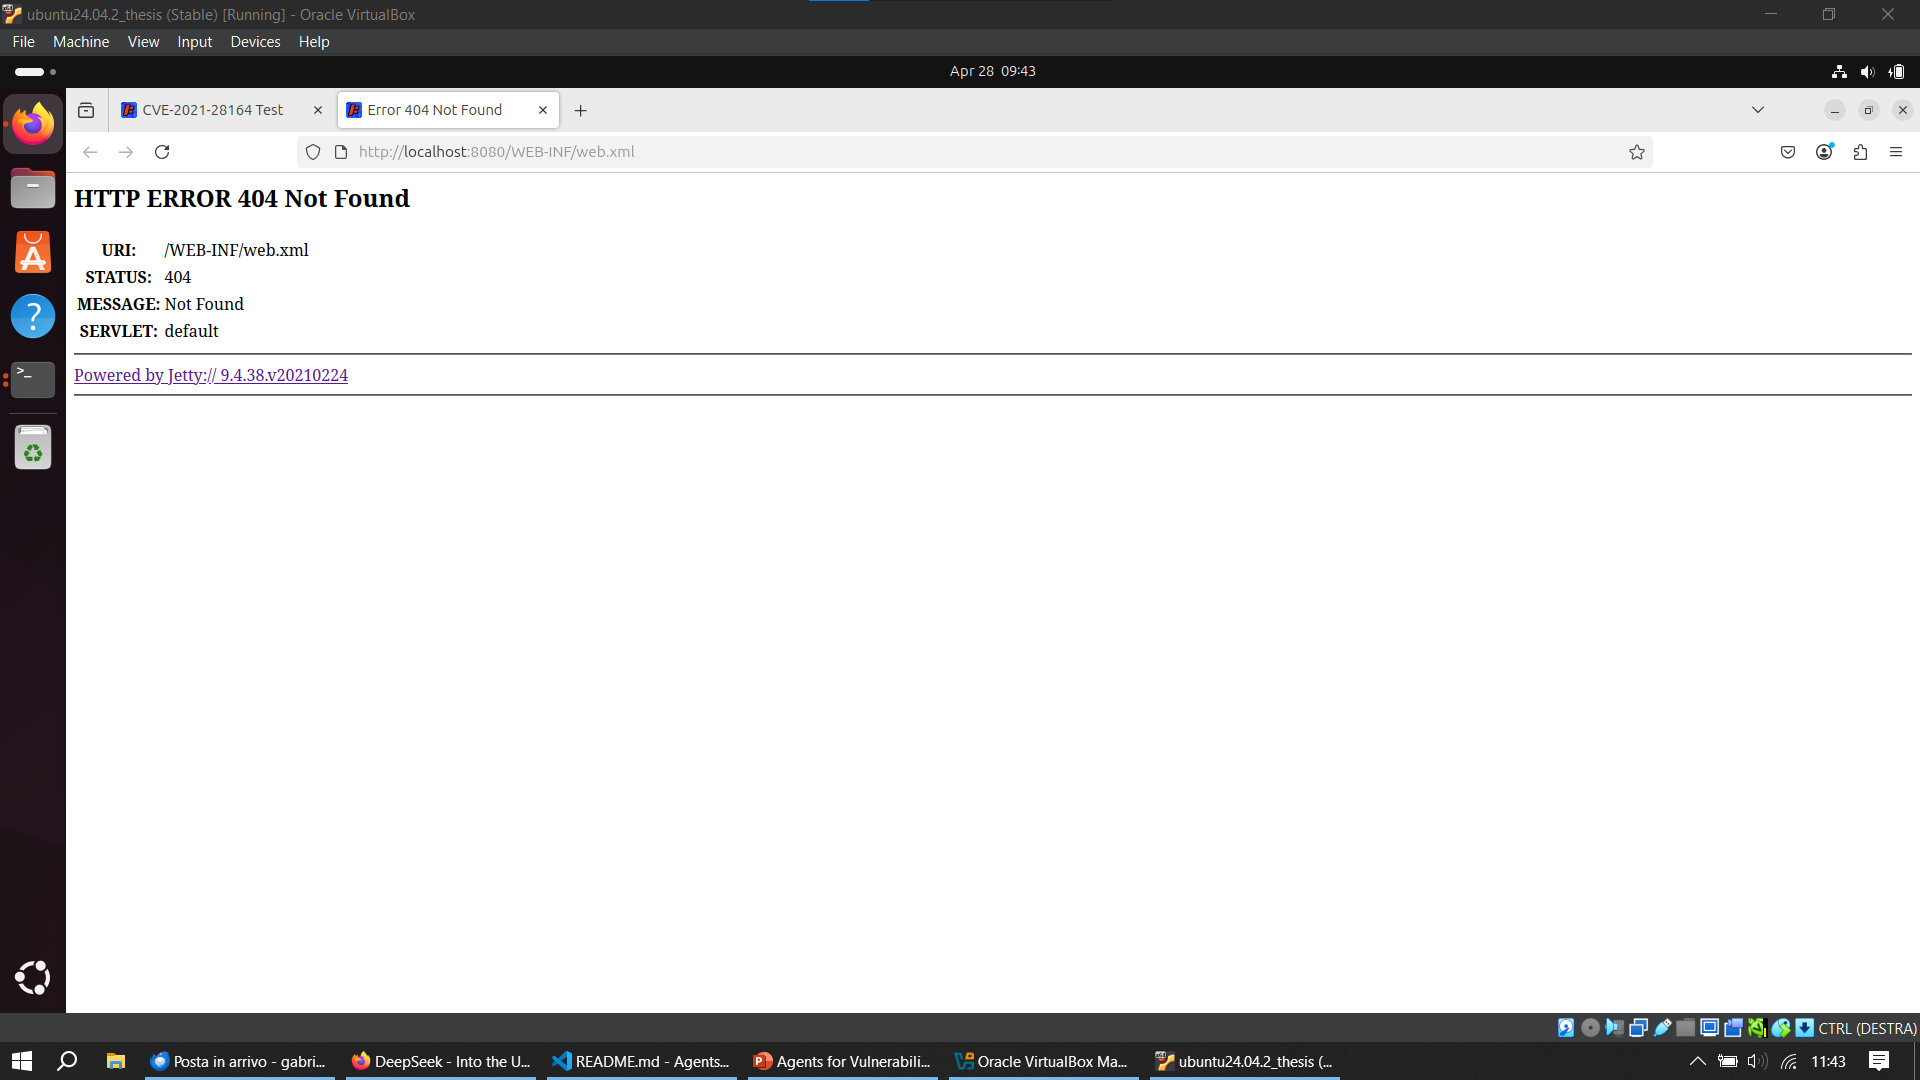 ubuntu24.04.2_thesis (Stable) [Running] - Oracle VirtualBox
File Machine View Input Devices Help
Apr 28 09:43
CVE-2021-28164 Test
Error 404 Not Found
http://localhost:8080/WEB-INF/web.xml
HTTP ERROR 404 Not Found
URI: /WEB-INF/web.xml
STATUS: 404
MESSAGE: Not Found
SERVLET: default
Powered by Jetty:// 9.4.38.v20210224
CTRL (DESTRA)
Posta in arrivo - gabri...
DeepSeek - Into the U...
README.md - Agents...
Agents for Vulnerabili...
Oracle VirtualBox Ma...
ubuntu24.04.2_thesis (...
11:43